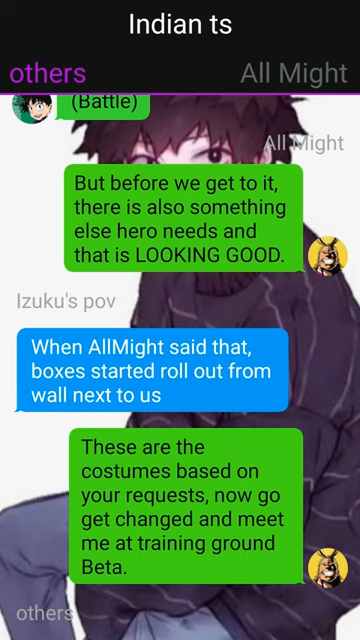 Indian ts
others All Might
(Battle)
All Might
But before we get to it,
there is also something
else hero needs and
that is LOOKING GOOD.
Izuku's pov
When AllMight said that,
boxes started roll out from
wall next to us
These are the
costumes based on
your requests, now go
get changed and meet
me at training ground
Beta.
others